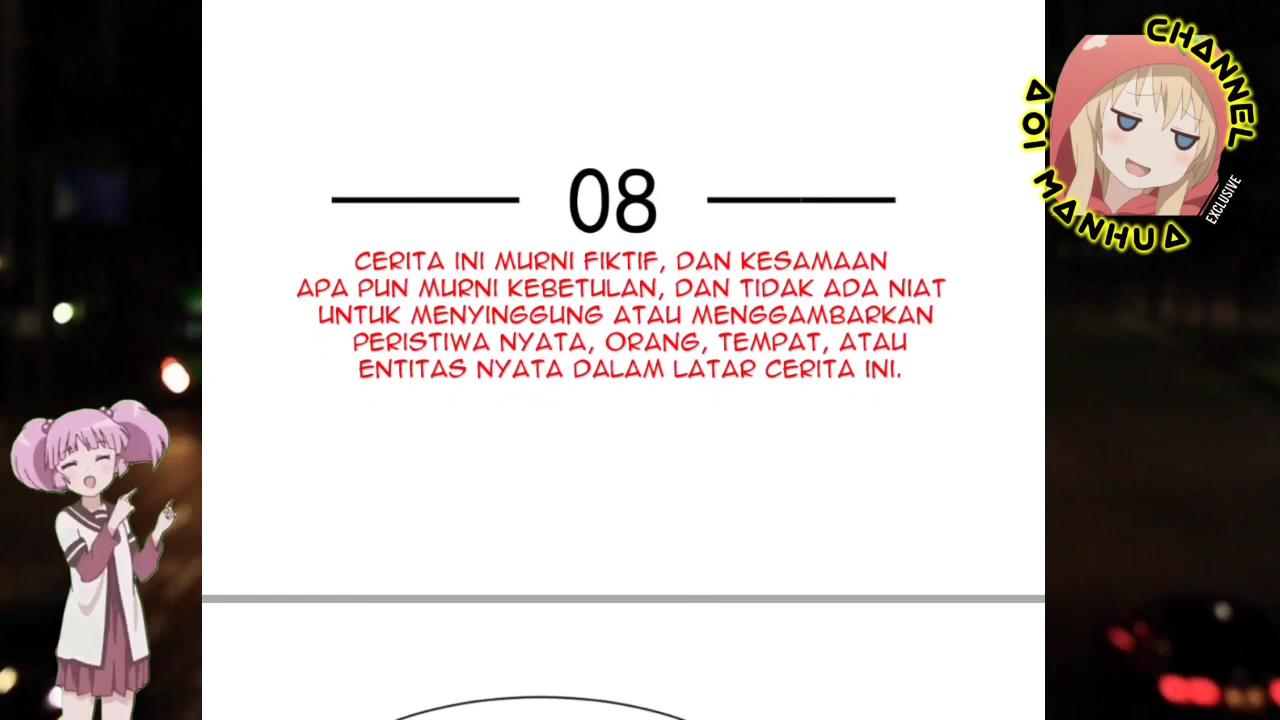 08
CERITA INI MURNI FIKTIF, DAN KESAMAAN
APA PUN MURNI KEBETULAN, DAN TIDAK ADA NIAT
UNTUK MENYINGGUNG ATAU MENGGAMBARKAN
PERISTIWA NYATA, ORANG, TEMPAT, ATAU
ENTITAS NYATA DALAM LATAR CERITA INI.
CHANNEL
AOI MANHUA
EXCLUSIVE